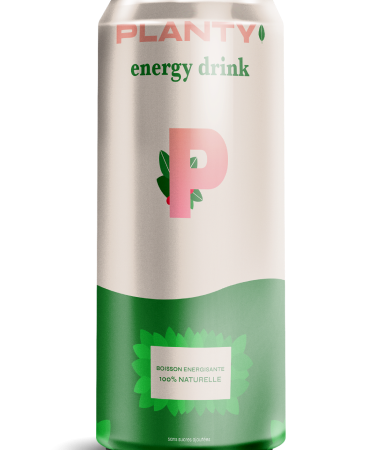 PLANTY
energy drink
P
BOISSON ENERGISANTE
100% NATURELLE